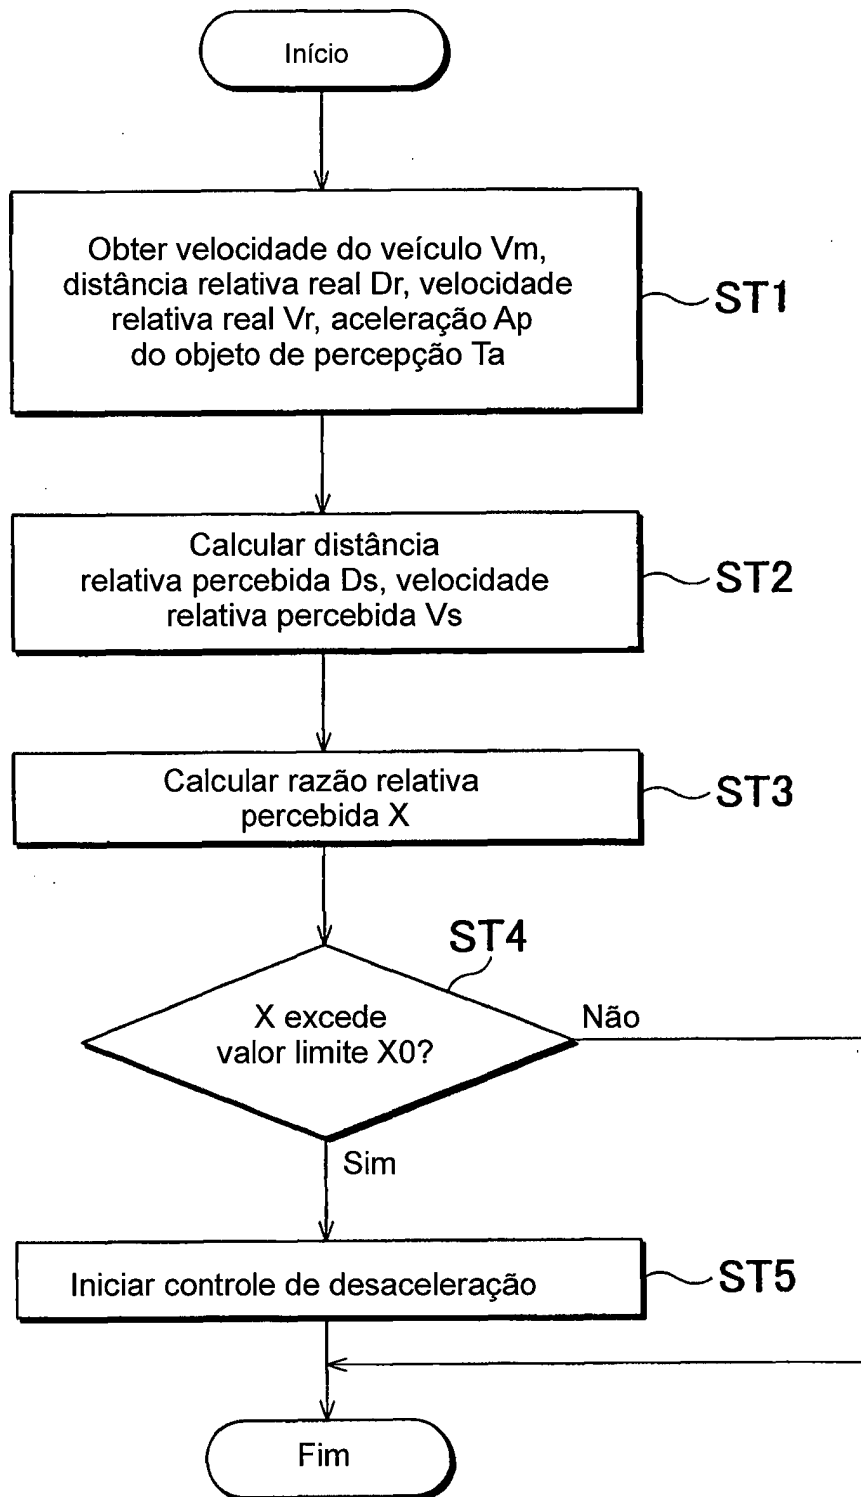 Início
Obter velocidade do veículo Vm,
distância relativa real Dr, velocidade
relativa real Vr, aceleração Ap
do objeto de percepção Ta
ST1
Calcular distância
relativa percebida Ds, velocidade
relativa percebida Vs
ST2
Calcular razão relativa
percebida X
ST3
ST4
X excede
valor limite X0?
Não
Sim
Iniciar controle de desaceleração
ST5
Fim